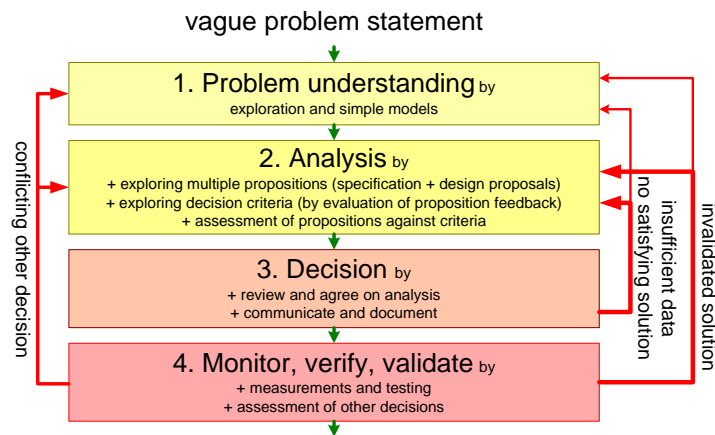 vague problem statement
1. Problem understanding by
exploration and simple models
2. Analysis by
+ exploring multiple propositions (specification + design proposals)
+ exploring decision criteria (by evaluation of proposition feedback)
+ assessment of propositions against criteria
3. Decision by
+ review and agree on analysis
+ communicate and document
4. Monitor, verify, validate by
+ measurements and testing
+ assessment of other decisions
conflicting other decision
insufficient data
no satisfying solution
invalidated solution